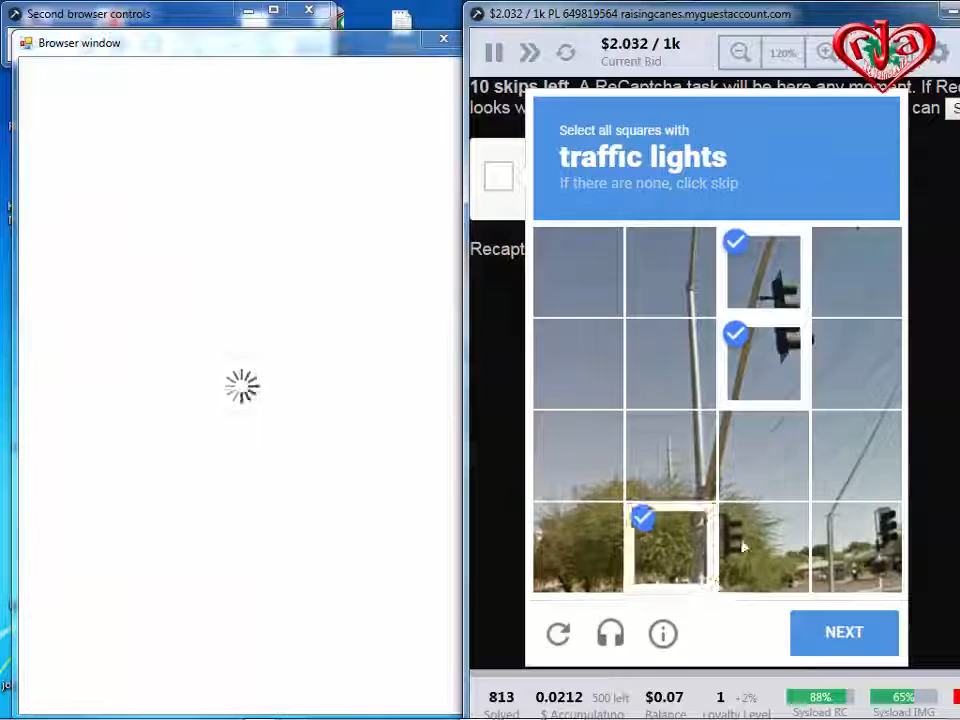 Second browser controls
Browser window
$2.032 / 1k PL 649819564 raisingcanes.myguestaccount.com
$2.032 / 1k
Current Bid
120%
10 skips left. A ReCaptcha task will be here any moment. If Rec
looks w
can
S
Select all squares with
traffic lights
If there are none, click skip
Recapt
NEXT
813
0.0212
500 left
$0.07
1
+2%
88%
65%
Solved
$ Accumulating
Balance
Loyalty Level
Sysload RC
Sysload IMG